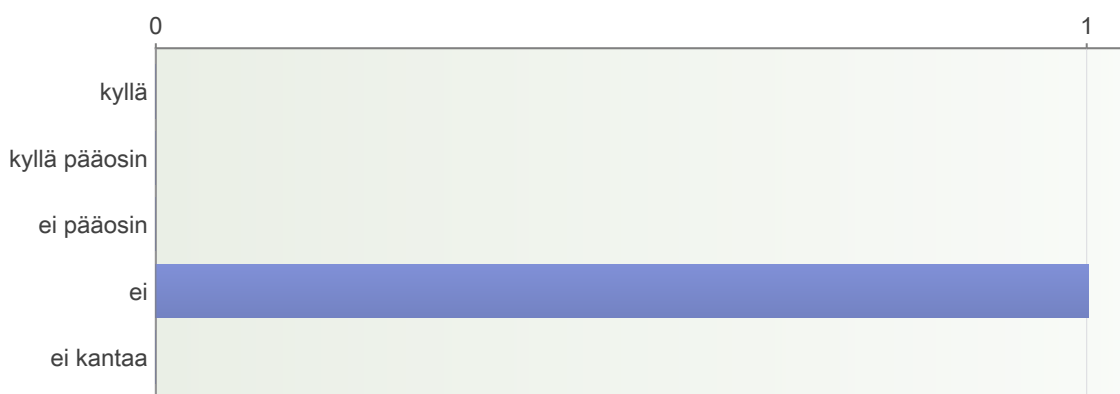 0 1
kyllä
kyllä pääosin
ei pääosin
ei
ei kantaa